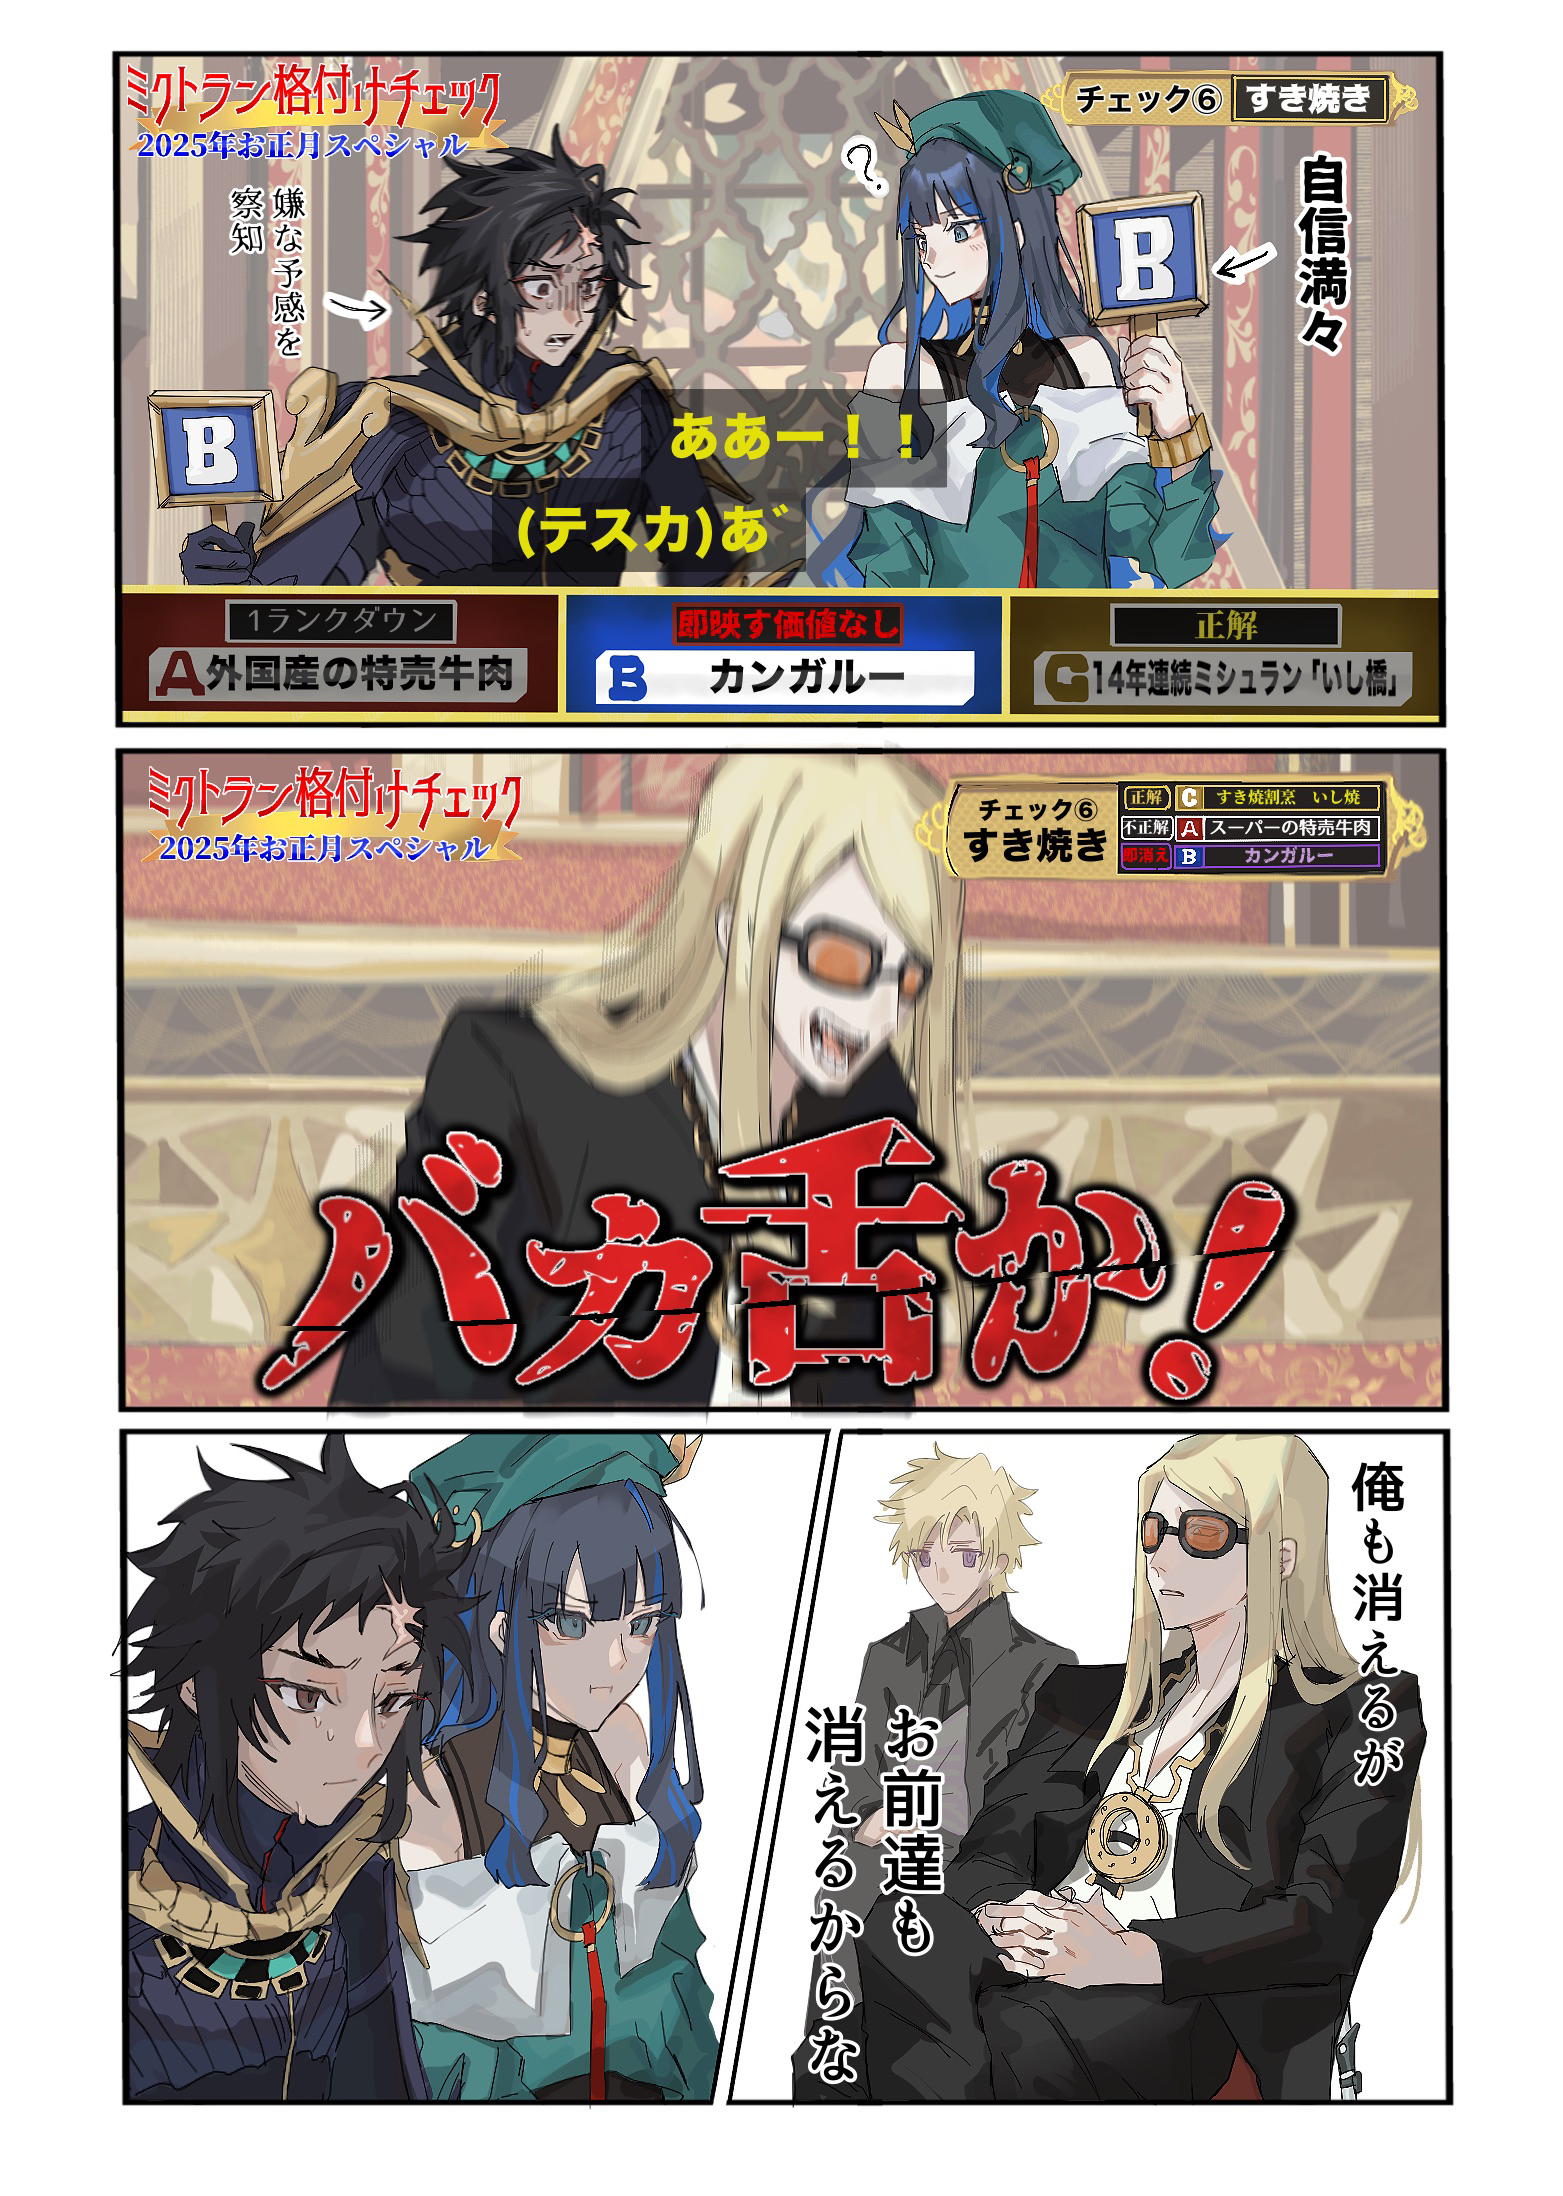 ミクトラン格付けチェック
2025年お正月スペシャル
チェック⑥ すき焼き
自信満々
?
B
嫌な予感を
察知
B
ああー！！
(テスカ)あ゛
1ランクダウン
A外国産の特売牛肉
即映す価値なし
B カンガルー
正解
C14年連続ミシュラン「いし橋」
ミクトラン格付けチェック
2025年お正月スペシャル
チェック⑥
すき焼き
正解 C すき焼割烹 いし焼
不正解 A スーパーの特売牛肉
即消え B カンガルー
バカ舌か!
俺も消えるが
お前達も
消えるからな